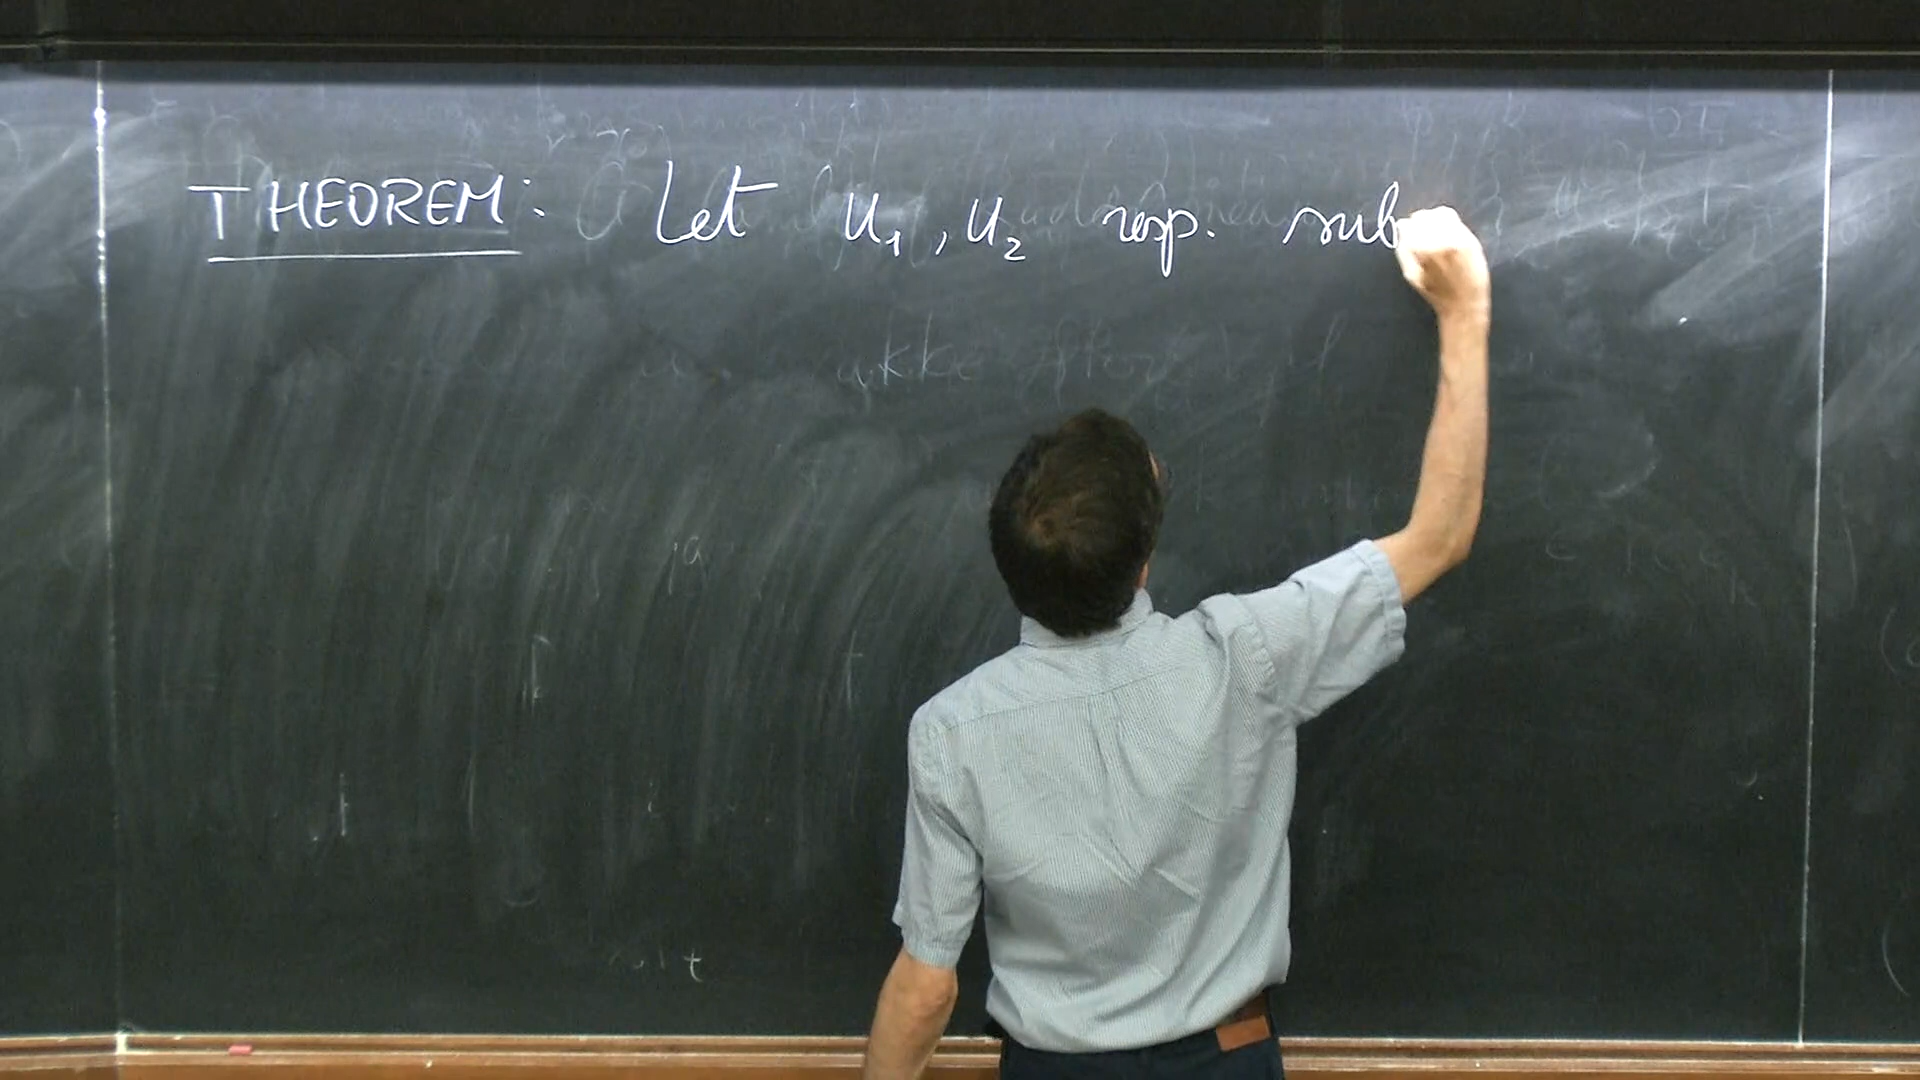 THEOREM: Let u₁, u₂ resp. sub